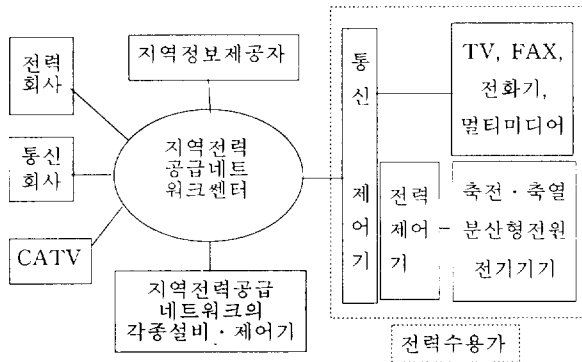 전력
회사
지역정보제공자
통신
회사
CATV
지역전력
공급네트
워크쎈터
지역전력공급
네트워크의
각종설비·제어기
통신 제어기
TV, FAX,
전화기,
멀티미디어
전력
제어
기
축전·축열
분산형전원
전기기기
전력수용가